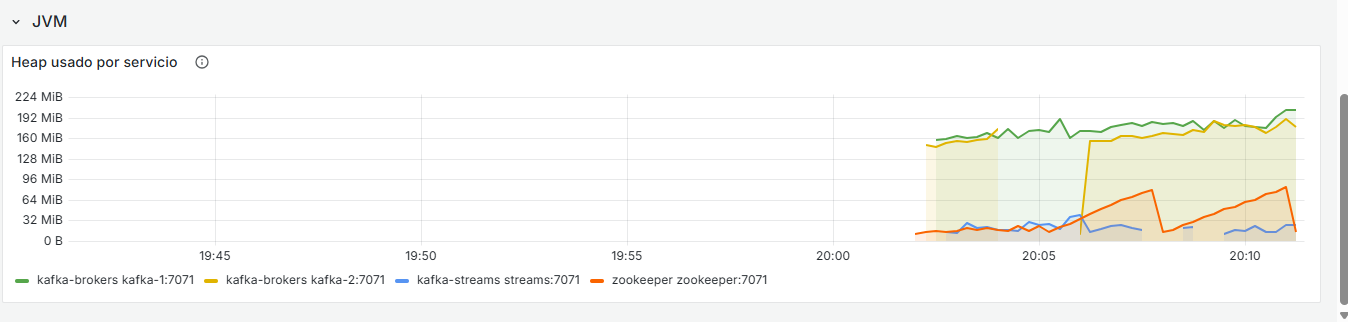 JVM
Heap usado por servicio
224 MiB
192 MiB
160 MiB
128 MiB
96 MiB
64 MiB
32 MiB
0 B
19:45 19:50 19:55 20:00 20:05 20:10
kafka-brokers kafka-1:7071 kafka-brokers kafka-2:7071 kafka-streams streams:7071 zookeeper zookeeper:7071